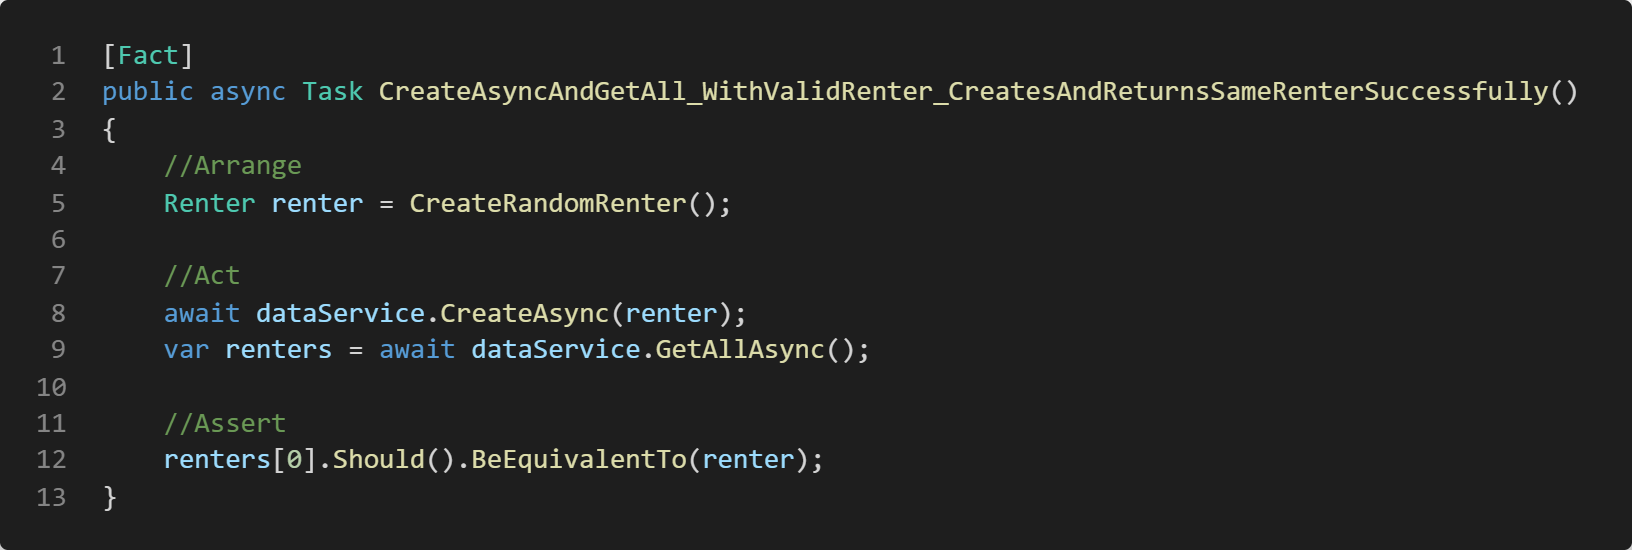 1 [Fact]
2 public async Task CreateAsyncAndGetAll_WithValidRenter_CreatesAndReturnsSameRenterSuccessfully()
3 {
4     //Arrange
5     Renter renter = CreateRandomRenter();
6
7     //Act
8     await dataService.CreateAsync(renter);
9     var renters = await dataService.GetAllAsync();
10
11     //Assert
12     renters[0].Should().BeEquivalentTo(renter);
13 }